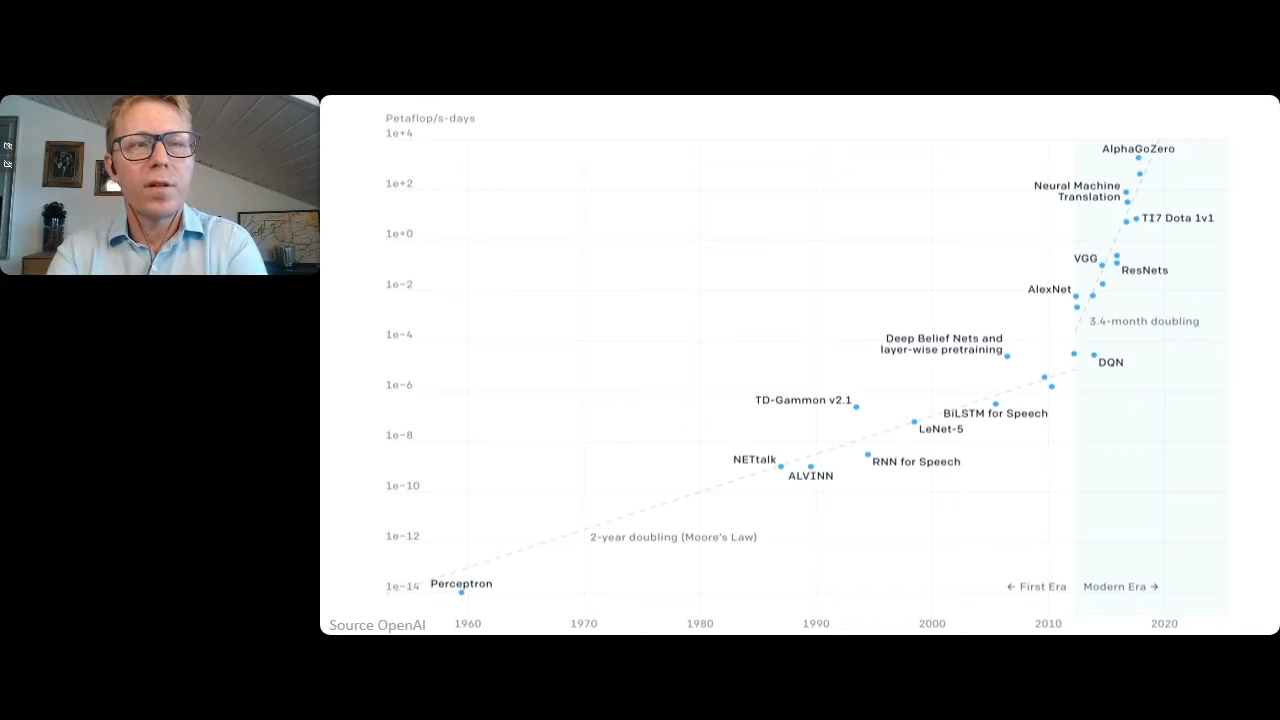 Petaflop/s-days
1e+4
AlphaGoZero
1e+2
Neural Machine
Translation
TI7 Dota 1v1
1e+0
VGG
ResNets
1e-2
AlexNet
3.4-month doubling
1e-4
Deep Belief Nets and
layer-wise pretraining
DQN
1e-6
TD-Gammon v2.1
BiLSTM for Speech
LeNet-5
1e-8
NETtalk
RNN for Speech
ALVINN
1e-10
1e-12
2-year doubling (Moore's Law)
1e-14
Perceptron
← First Era
Modern Era →
Source OpenAI
1960 1970 1980 1990 2000 2010 2020